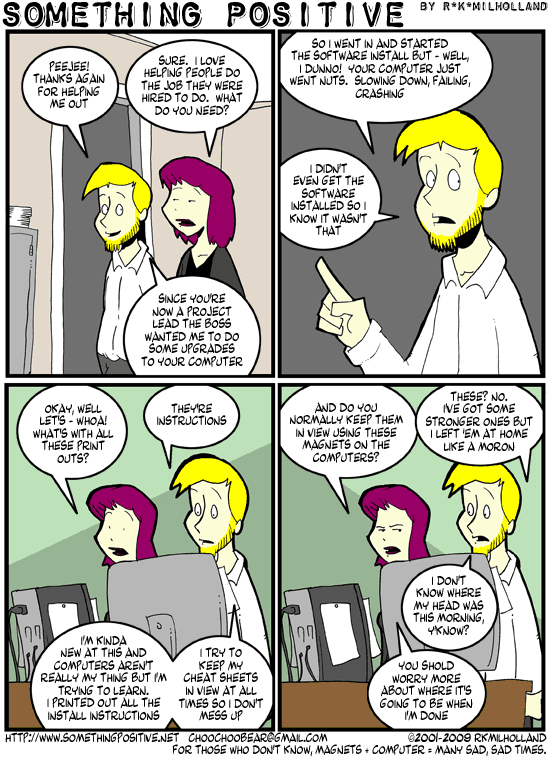 SOMETHING POSITIVE BY R*K*MILHOLLAND
PEEJEE!
THANKS AGAIN
FOR HELPING
ME OUT
SURE. I LOVE
HELPING PEOPLE DO
THE JOB THEY WERE
HIRED TO DO. WHAT
DO YOU NEED?
SINCE YOU'RE
NOW A PROJECT
LEAD THE BOSS
WANTED ME TO DO
SOME UPGRADES
TO YOUR COMPUTER
SO I WENT IN AND STARTED
THE SOFTWARE INSTALL BUT - WELL,
I DUNNO! YOUR COMPUTER JUST
WENT NUTS. SLOWING DOWN, FAILING,
CRASHING
I DIDN'T
EVEN GET THE
SOFTWARE
INSTALLED SO I
KNOW IT WASN'T
THAT
OKAY, WELL
LET'S - WHOA!
WHAT'S WITH ALL
THESE PRINT
OUTS?
THEY'RE
INSTRUCTIONS
I'M KINDA
NEW AT THIS AND
COMPUTERS AREN'T
REALLY MY THING BUT I'M
TRYING TO LEARN.
I PRINTED OUT ALL THE
INSTALL INSTRUCTIONS
I TRY TO
KEEP MY
CHEAT SHEETS
IN VIEW AT ALL
TIMES SO I DON'T
MESS UP
AND DO YOU
NORMALLY KEEP THEM
IN VIEW USING THESE
MAGNETS ON THE
COMPUTERS?
THESE? NO.
I'VE GOT SOME
STRONGER ONES BUT
I LEFT 'EM AT HOME
LIKE A MORON
I DON'T
KNOW WHERE
MY HEAD WAS
THIS MORNING,
Y'KNOW?
YOU SHOLD
WORRY MORE
ABOUT WHERE IT'S
GOING TO BE WHEN
I'M DONE
HTTP://WWW.SOMETHINGPOSITIVE.NET CHOOCHOOBEAR@GMAIL.COM ©2001-2009 RKMILHOLLAND
FOR THOSE WHO DON'T KNOW, MAGNETS + COMPUTER = MANY SAD, SAD TIMES.